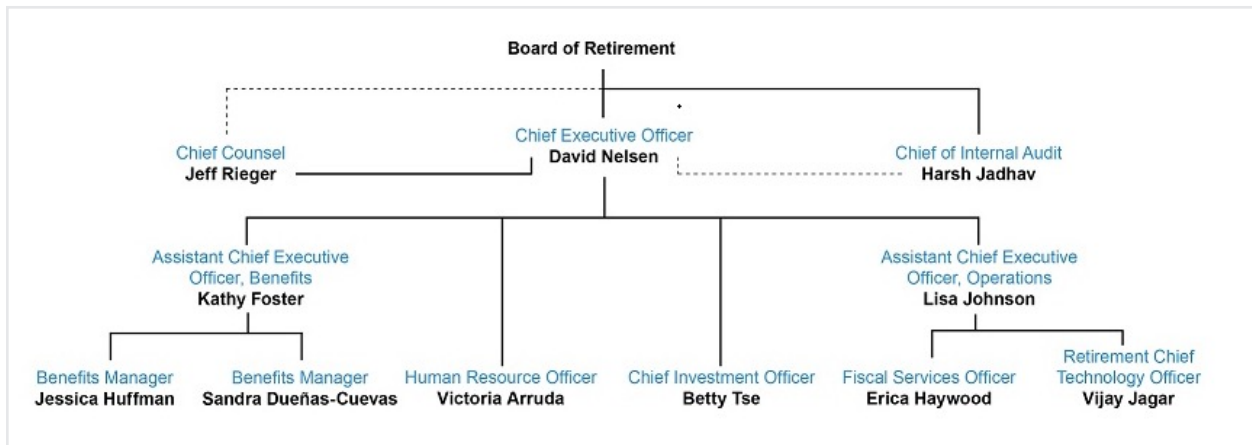 Board of Retirement
Chief Executive Officer
David Nelsen
Chief Counsel
Jeff Rieger
Chief of Internal Audit
Harsh Jadhav
Assistant Chief Executive
Officer, Benefits
Kathy Foster
Assistant Chief Executive
Officer, Operations
Lisa Johnson
Benefits Manager
Jessica Huffman
Benefits Manager
Sandra Dueñas-Cuevas
Human Resource Officer
Victoria Arruda
Chief Investment Officer
Betty Tse
Fiscal Services Officer
Erica Haywood
Retirement Chief
Technology Officer
Vijay Jagar